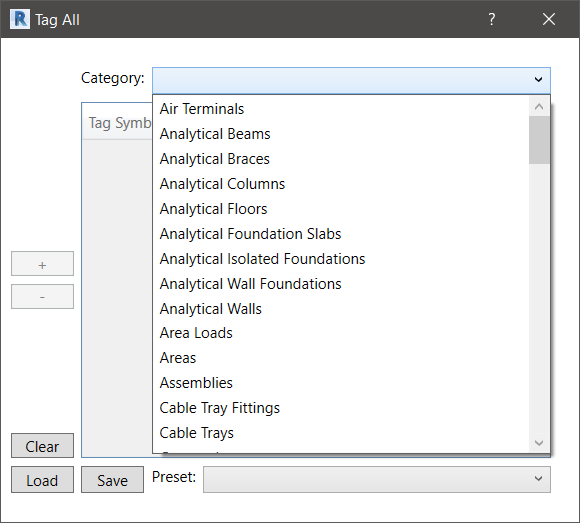 R Tag All ?
Category:
Tag Symb
Air Terminals
Analytical Beams
Analytical Braces
Analytical Columns
Analytical Floors
Analytical Foundation Slabs
Analytical Isolated Foundations
Analytical Wall Foundations
Analytical Walls
Area Loads
Areas
Assemblies
Cable Tray Fittings
Cable Trays
+
-
Clear
Load Save Preset: